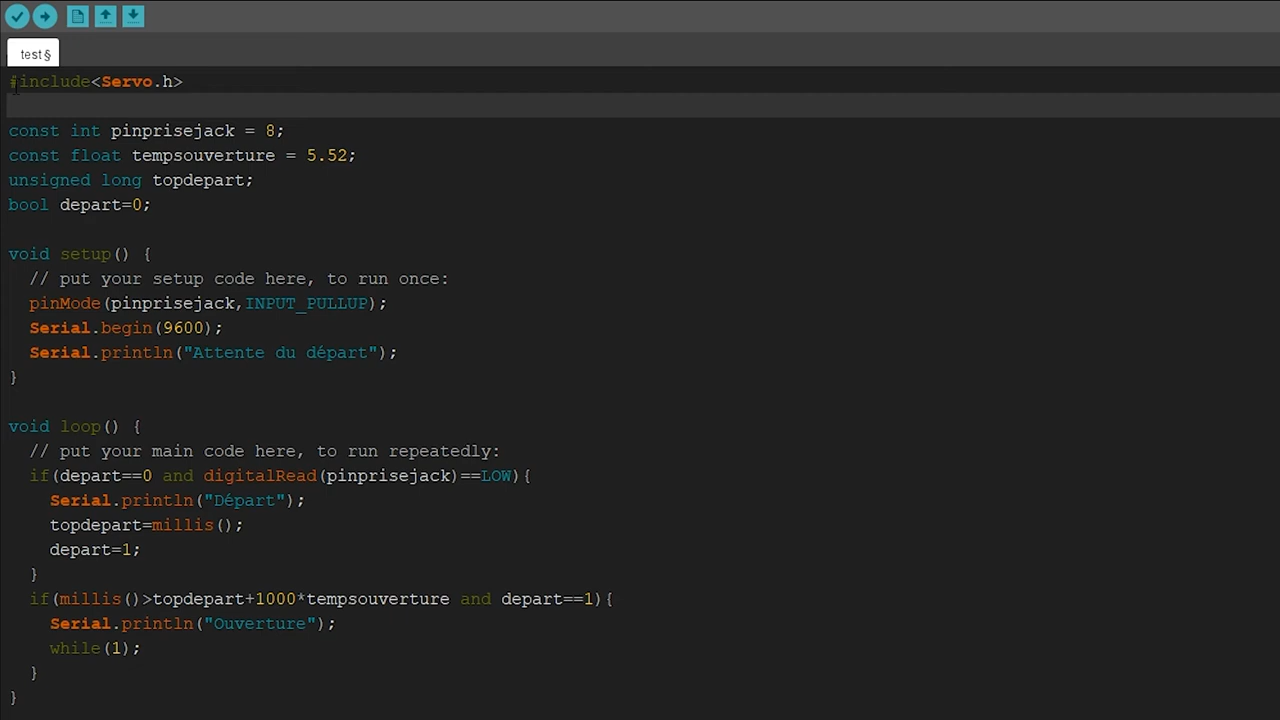 test §
#include<Servo.h>
const int pinprisejack = 8;
const float tempsouverture = 5.52;
unsigned long topdepart;
bool depart=0;
void setup() {
// put your setup code here, to run once:
pinMode(pinprisejack,INPUT_PULLUP);
Serial.begin(9600);
Serial.println("Attente du départ");
}
void loop() {
// put your main code here, to run repeatedly:
if(depart==0 and digitalRead(pinprisejack)==LOW){
Serial.println("Départ");
topdepart=millis();
depart=1;
}
if(millis()>topdepart+1000*tempsouverture and depart==1){
Serial.println("Ouverture");
while(1);
}
}